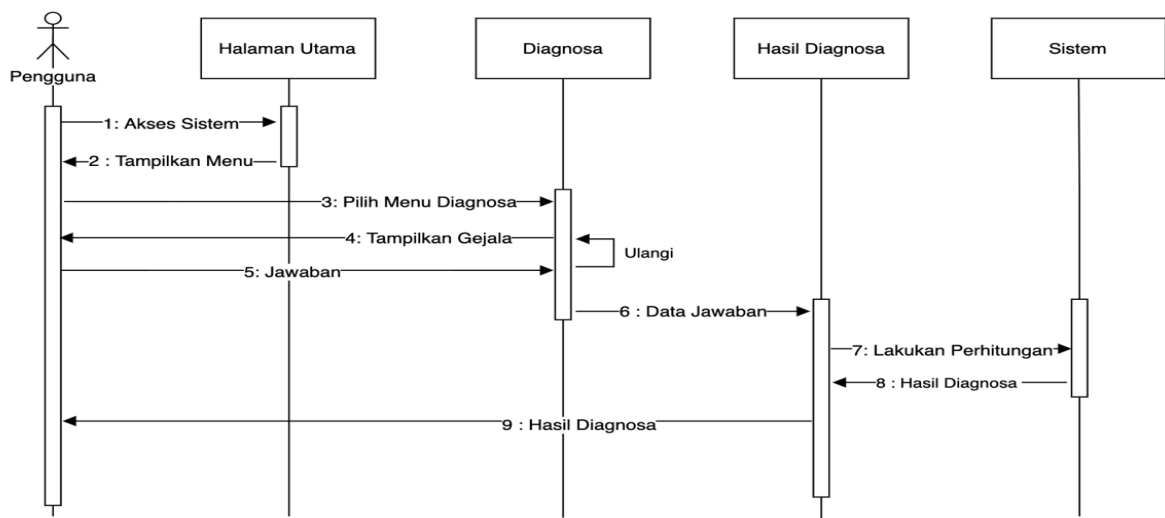 Pengguna
Halaman Utama
Diagnosa
Hasil Diagnosa
Sistem
1: Akses Sistem
2 : Tampilkan Menu
3: Pilih Menu Diagnosa
4: Tampilkan Gejala
Ulangi
5: Jawaban
6 : Data Jawaban
7: Lakukan Perhitungan
8 : Hasil Diagnosa
9 : Hasil Diagnosa